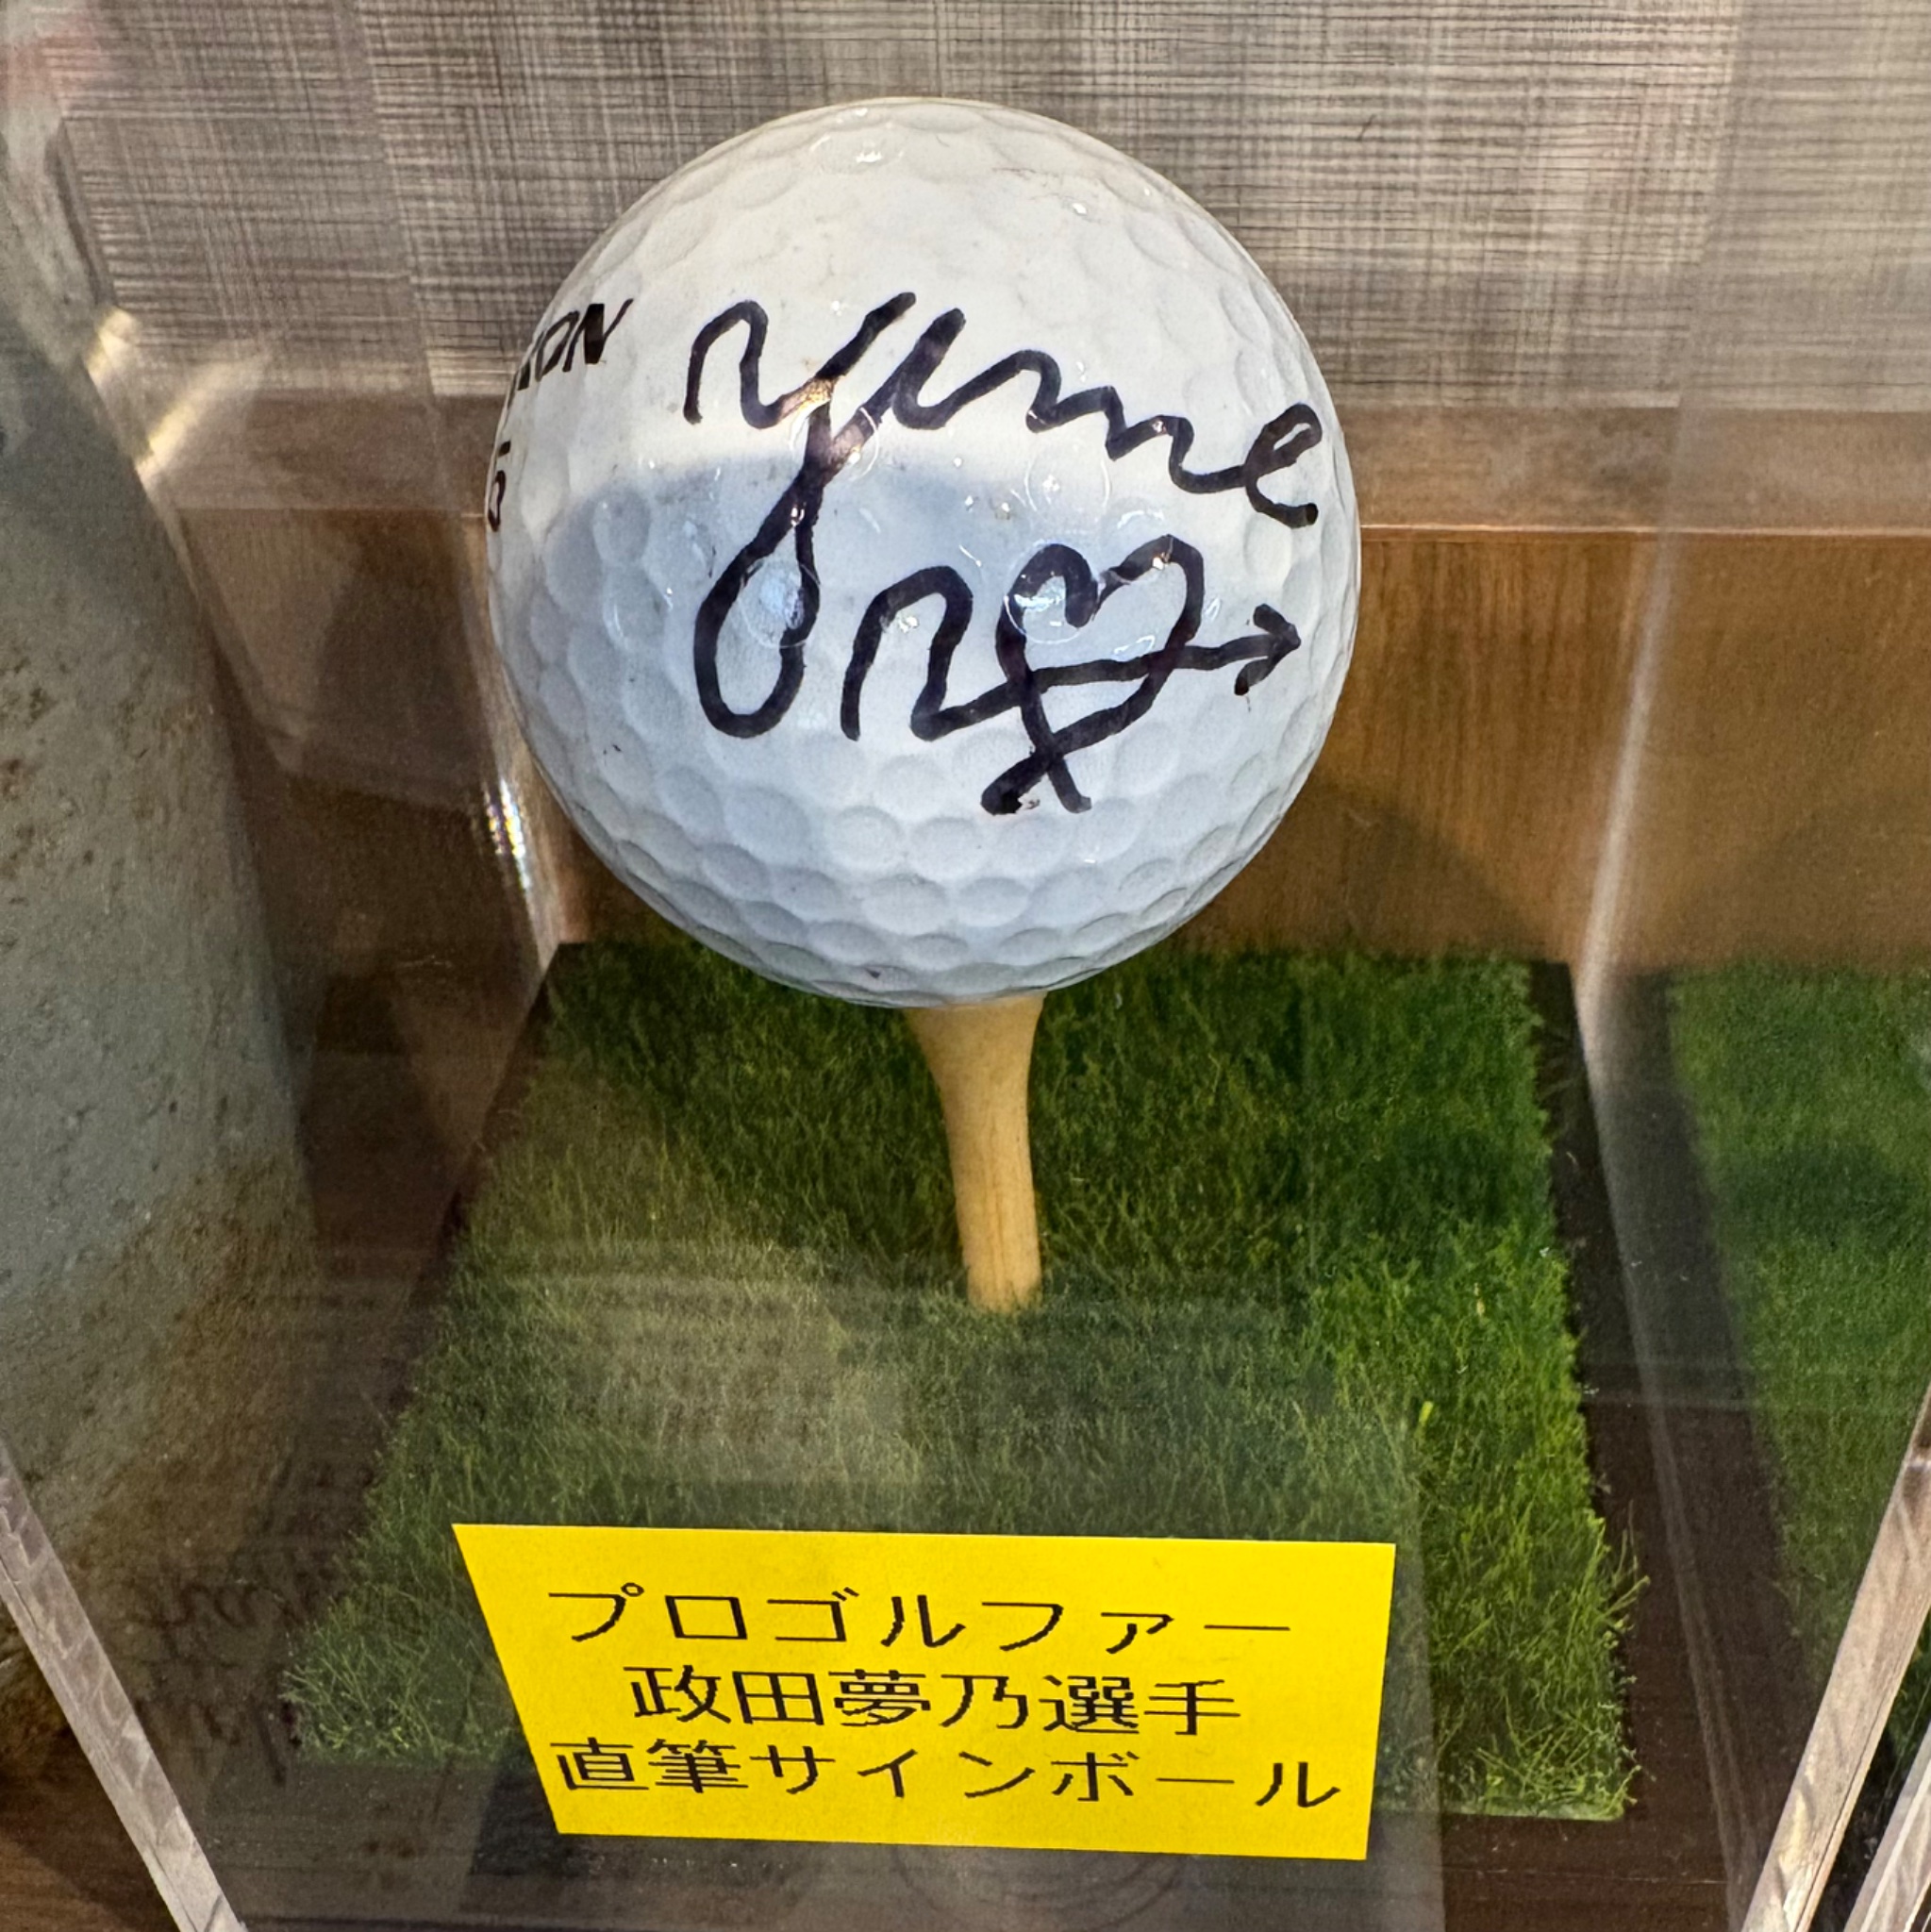 Yume
no
プロゴルファー
政田夢乃選手
直筆サインボール